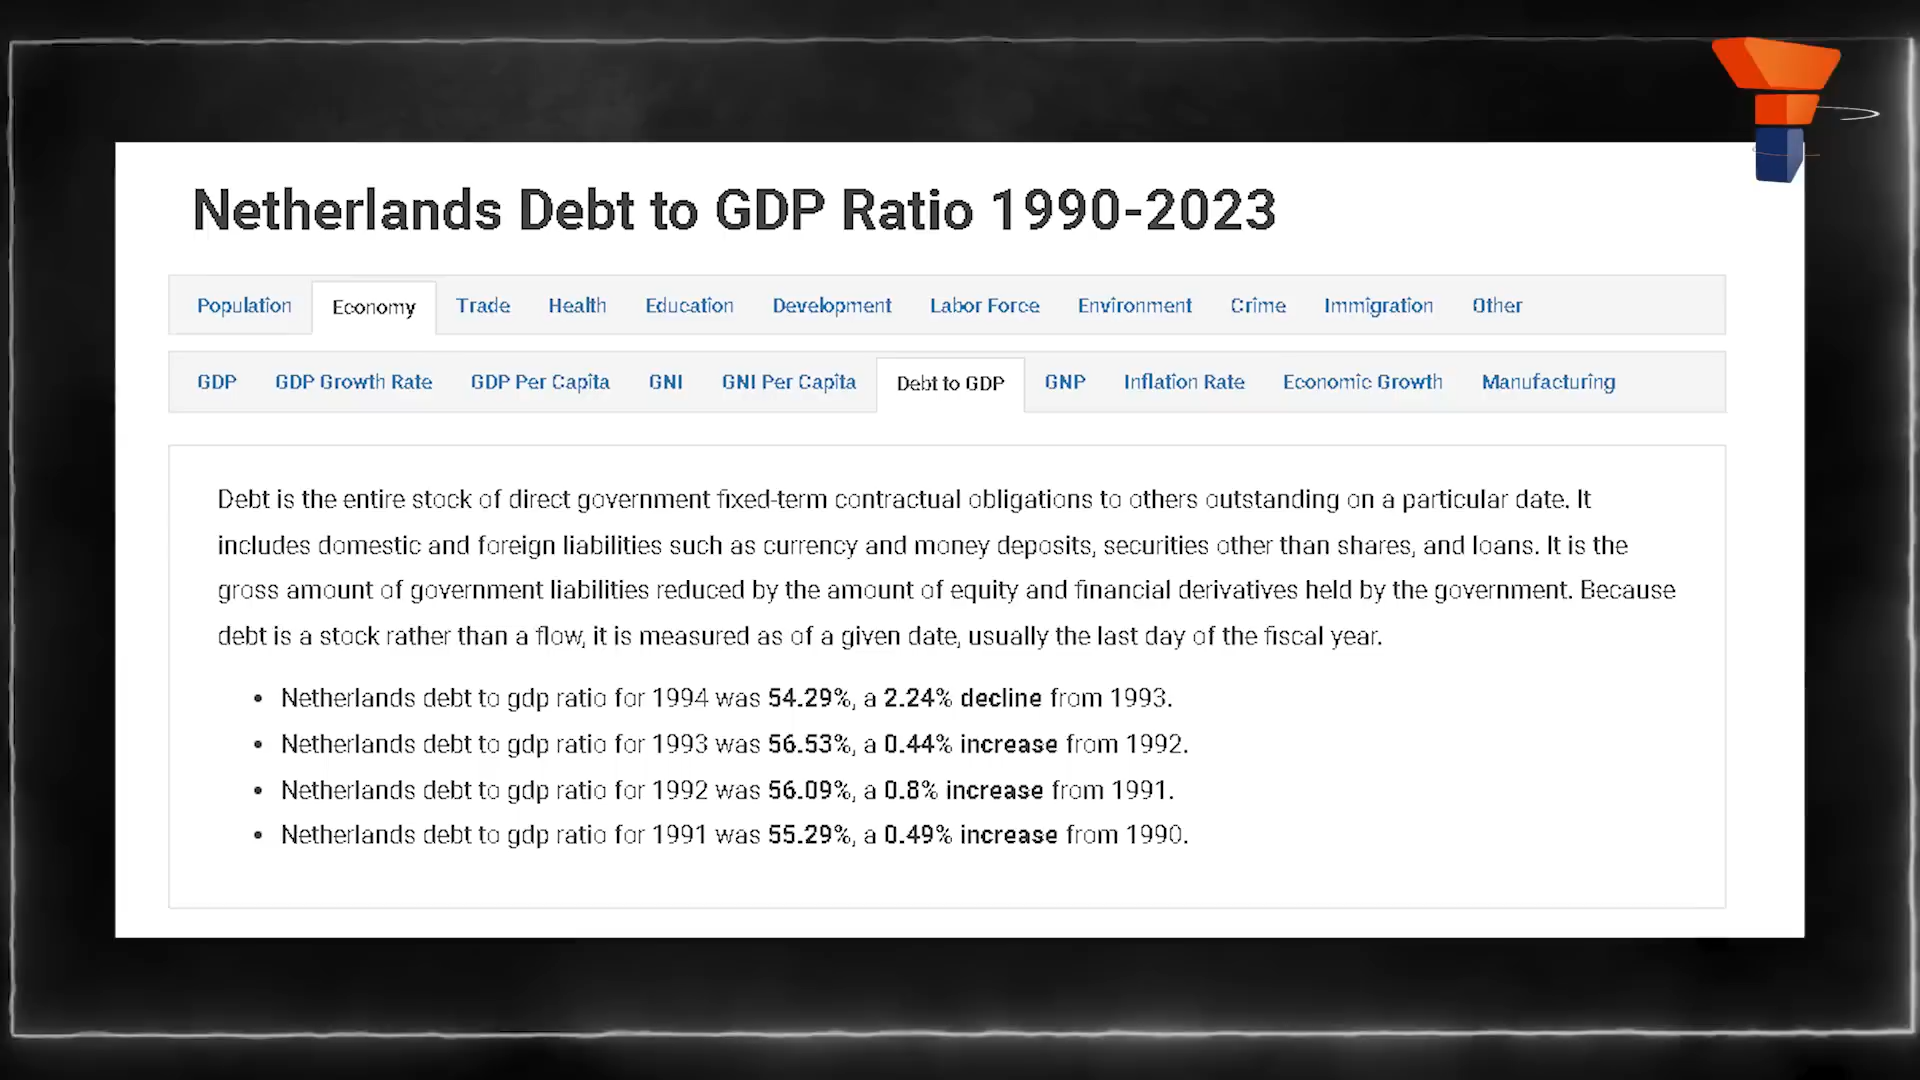 Netherlands Debt to GDP Ratio 1990-2023
Population Economy Trade Health Education Development Labor Force Environment Crime Immigration Other
GDP GDP Growth Rate GDP Per Capita GNI GNI Per Capita Debt to GDP GNP Inflation Rate Economic Growth Manufacturing
Debt is the entire stock of direct government fixed-term contractual obligations to others outstanding on a particular date. It
includes domestic and foreign liabilities such as currency and money deposits, securities other than shares, and loans. It is the
gross amount of government liabilities reduced by the amount of equity and financial derivatives held by the government. Because
debt is a stock rather than a flow, it is measured as of a given date, usually the last day of the fiscal year.
• Netherlands debt to gdp ratio for 1994 was 54.29%, a 2.24% decline from 1993.
• Netherlands debt to gdp ratio for 1993 was 56.53%, a 0.44% increase from 1992.
• Netherlands debt to gdp ratio for 1992 was 56.09%, a 0.8% increase from 1991.
• Netherlands debt to gdp ratio for 1991 was 55.29%, a 0.49% increase from 1990.